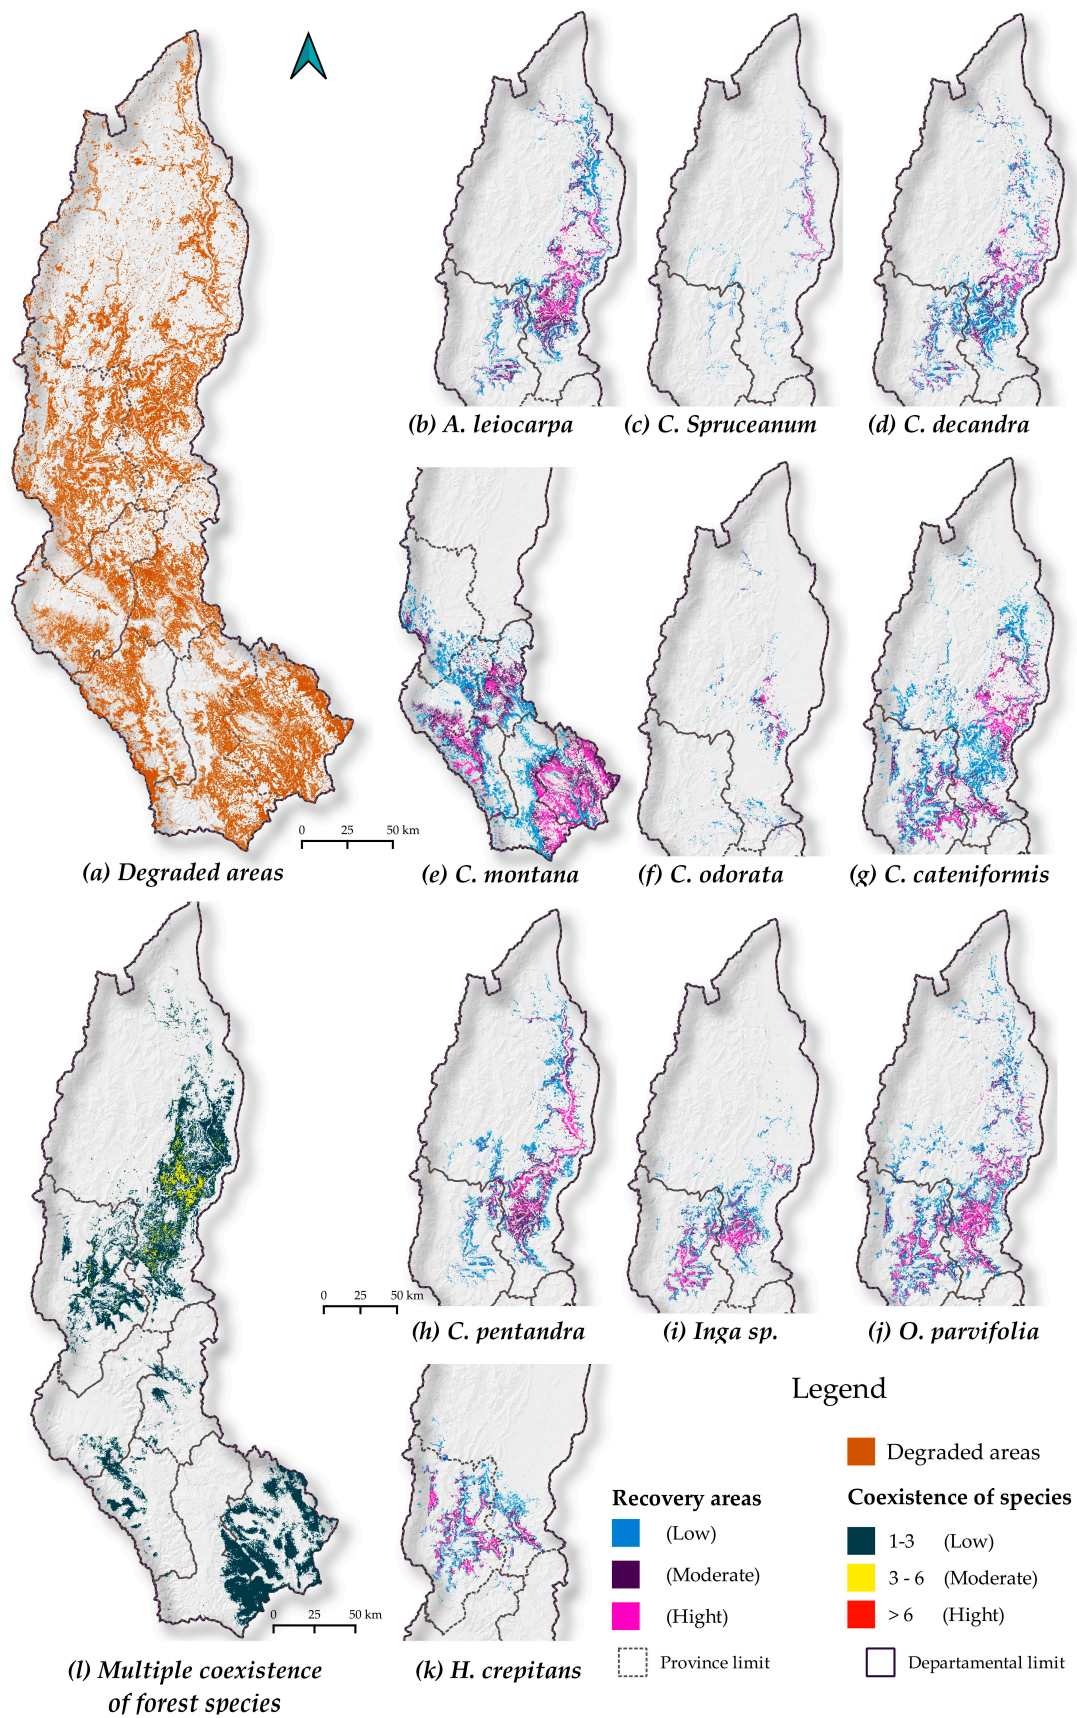 (b) A. leiocarpa
(c) C. Spruceanum
(d) C. decandra
0 25 50 km
(a) Degraded areas
(e) C. montana
(f) C. odorata
(g) C. cateniformis
0 25 50 km
(h) C. pentandra
(i) Inga sp.
(j) O. parvifolia
0 25 50 km
(l) Multiple coexistence
of forest species
(k) H. crepitans
Legend
Degraded areas
Recovery areas
(Low)
(Moderate)
(Hight)
Province limit
Coexistence of species
1-3 (Low)
3 - 6 (Moderate)
> 6 (Hight)
Departamental limit